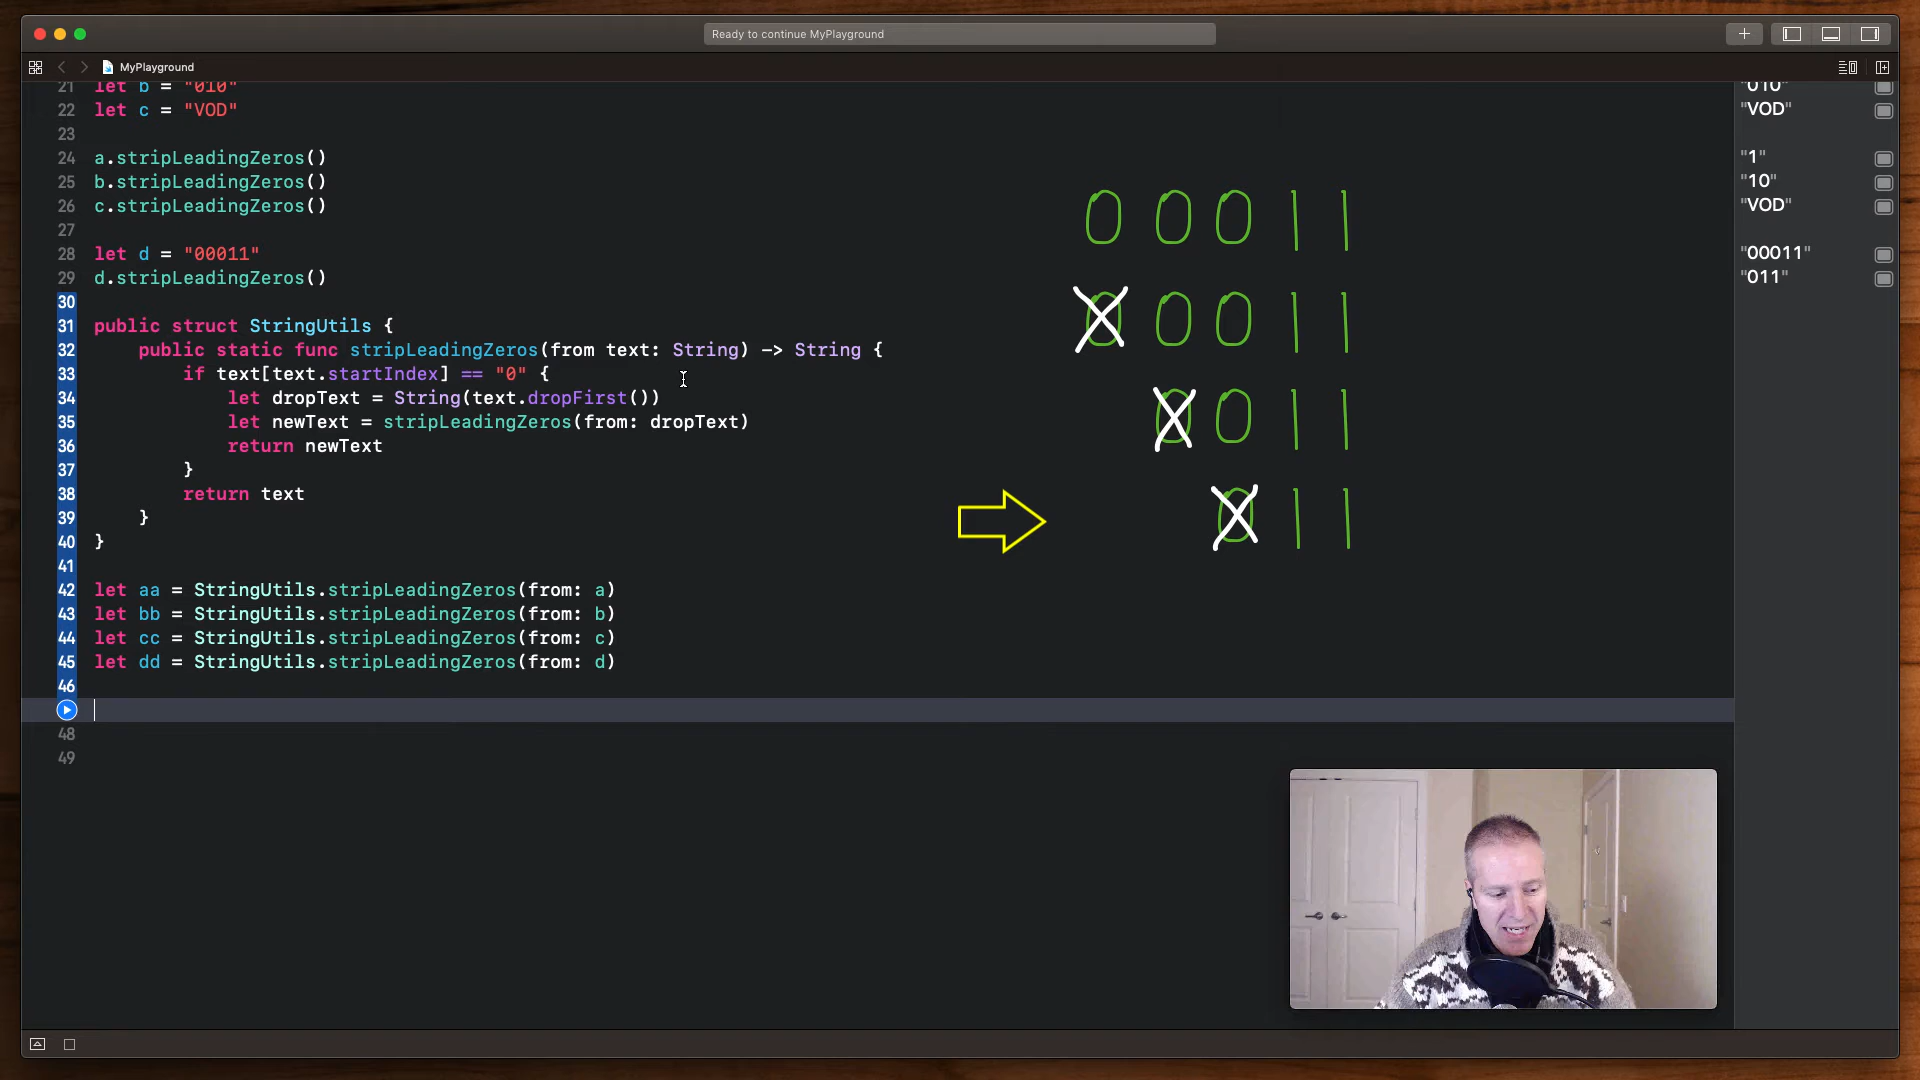 Ready to continue MyPlayground
MyPlayground
21 let b = "010"
22 let c = "VOD"
23
24 a.stripLeadingZeros()
25 b.stripLeadingZeros()
26 c.stripLeadingZeros()
27
28 let d = "00011"
29 d.stripLeadingZeros()
30
31 public struct StringUtils {
32 public static func stripLeadingZeros(from text: String) -> String {
33 if text[text.startIndex] == "0" {
34 let dropText = String(text.dropFirst())
35 let newText = stripLeadingZeros(from: dropText)
36 return newText
37 }
38 return text
39 }
40 }
41
42 let aa = StringUtils.stripLeadingZeros(from: a)
43 let bb = StringUtils.stripLeadingZeros(from: b)
44 let cc = StringUtils.stripLeadingZeros(from: c)
45 let dd = StringUtils.stripLeadingZeros(from: d)
46
48
49
0 0 0 1 1
0 0 0 1 1
0 0 1 1
0 1 1
"010"
"VOD"
"1"
"10"
"VOD"
"00011"
"011"